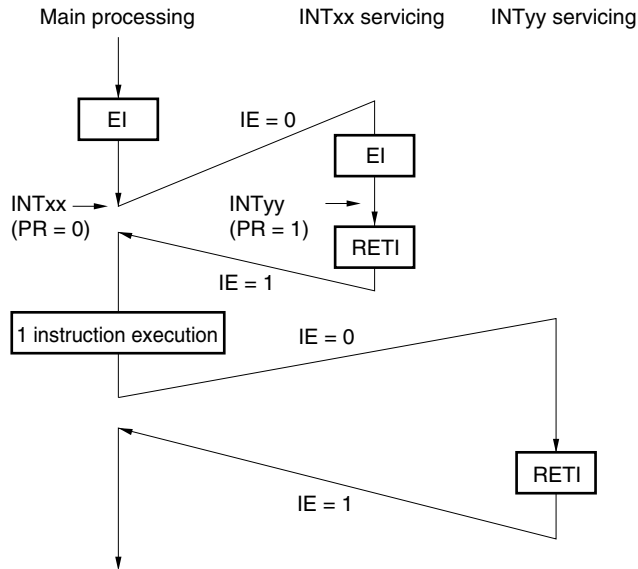 Main processing
INTxx servicing
INTyy servicing
EI
IE = 0
EI
INTxx
(PR = 0)
INTyy
(PR = 1)
RETI
IE = 1
1 instruction execution
IE = 0
RETI
IE = 1